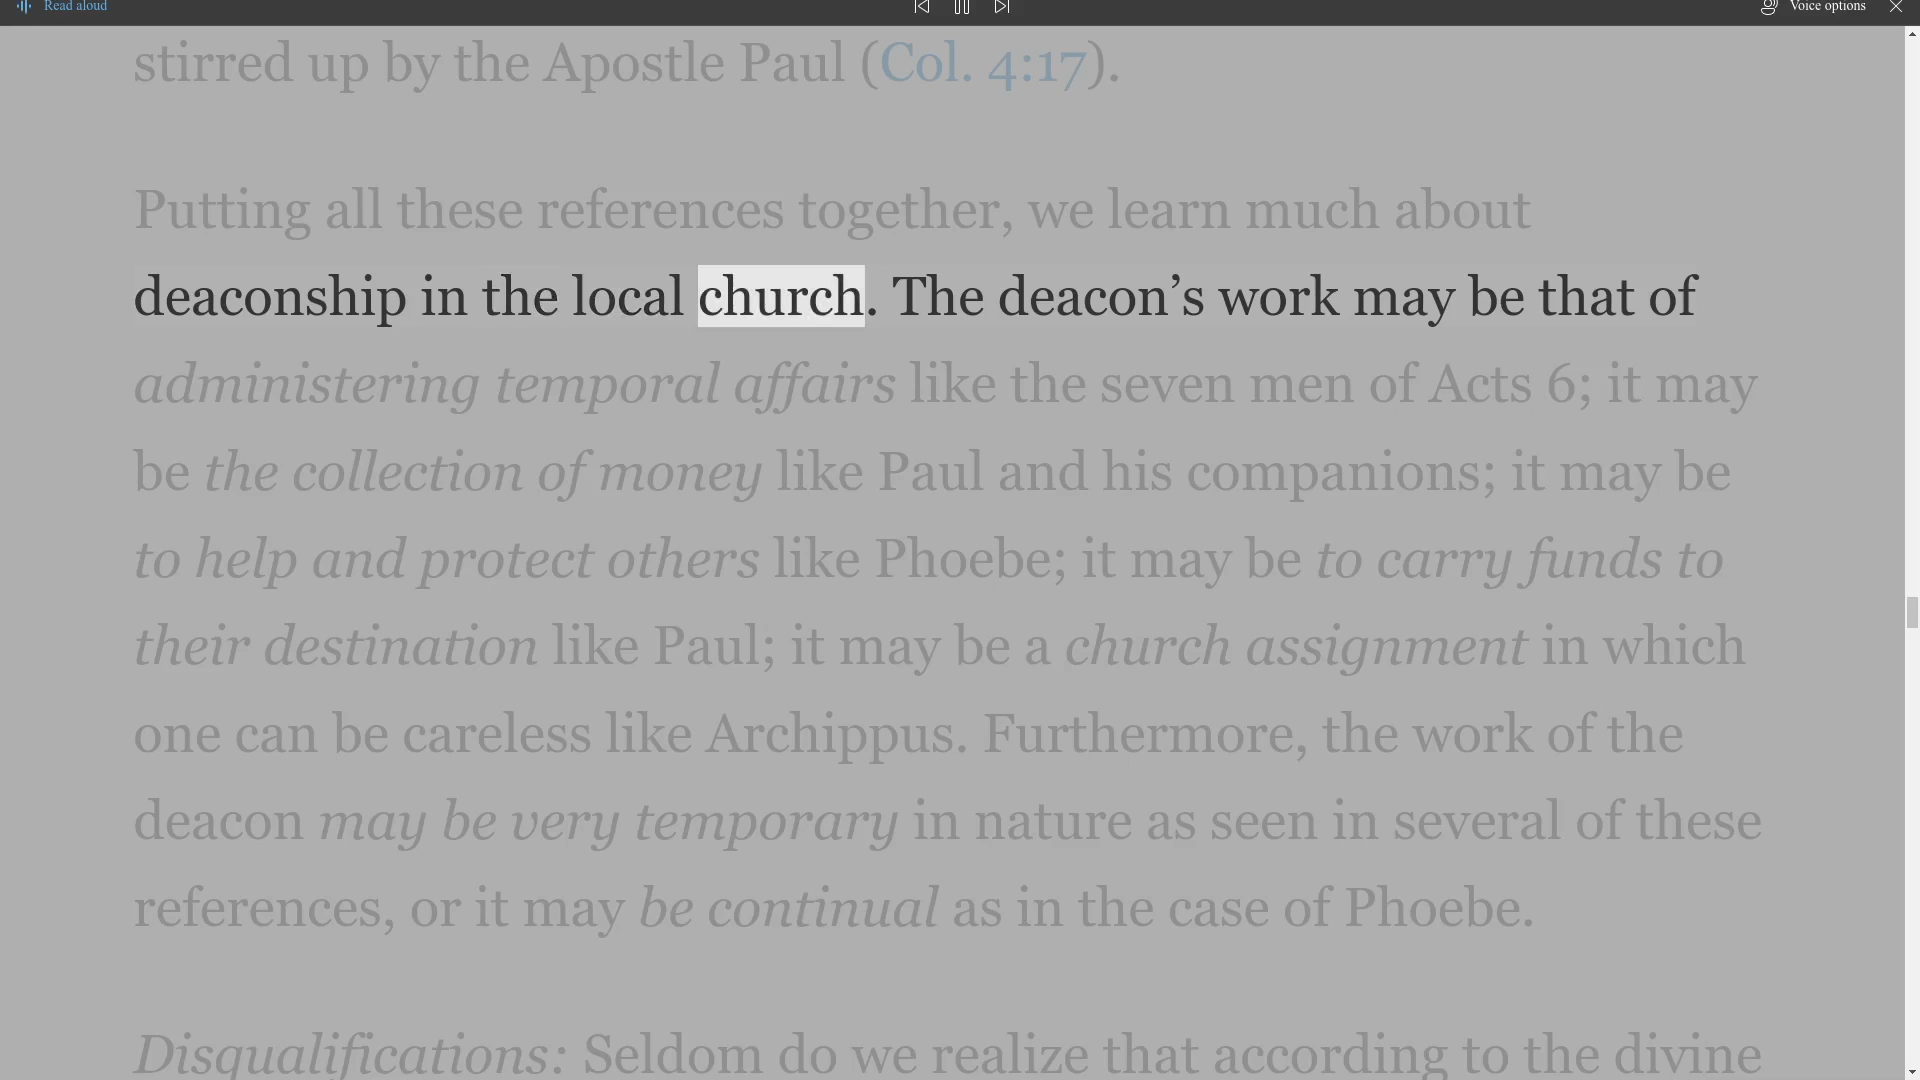 Read aloud
Voice options
stirred up by the Apostle Paul (Col. 4:17).
Putting all these references together, we learn much about
deaconship in the local church. The deacon’s work may be that of
administering temporal affairs like the seven men of Acts 6; it may
be the collection of money like Paul and his companions; it may be
to help and protect others like Phoebe; it may be to carry funds to
their destination like Paul; it may be a church assignment in which
one can be careless like Archippus. Furthermore, the work of the
deacon may be very temporary in nature as seen in several of these
references, or it may be continual as in the case of Phoebe.
Disqualifications: Seldom do we realize that according to the divine